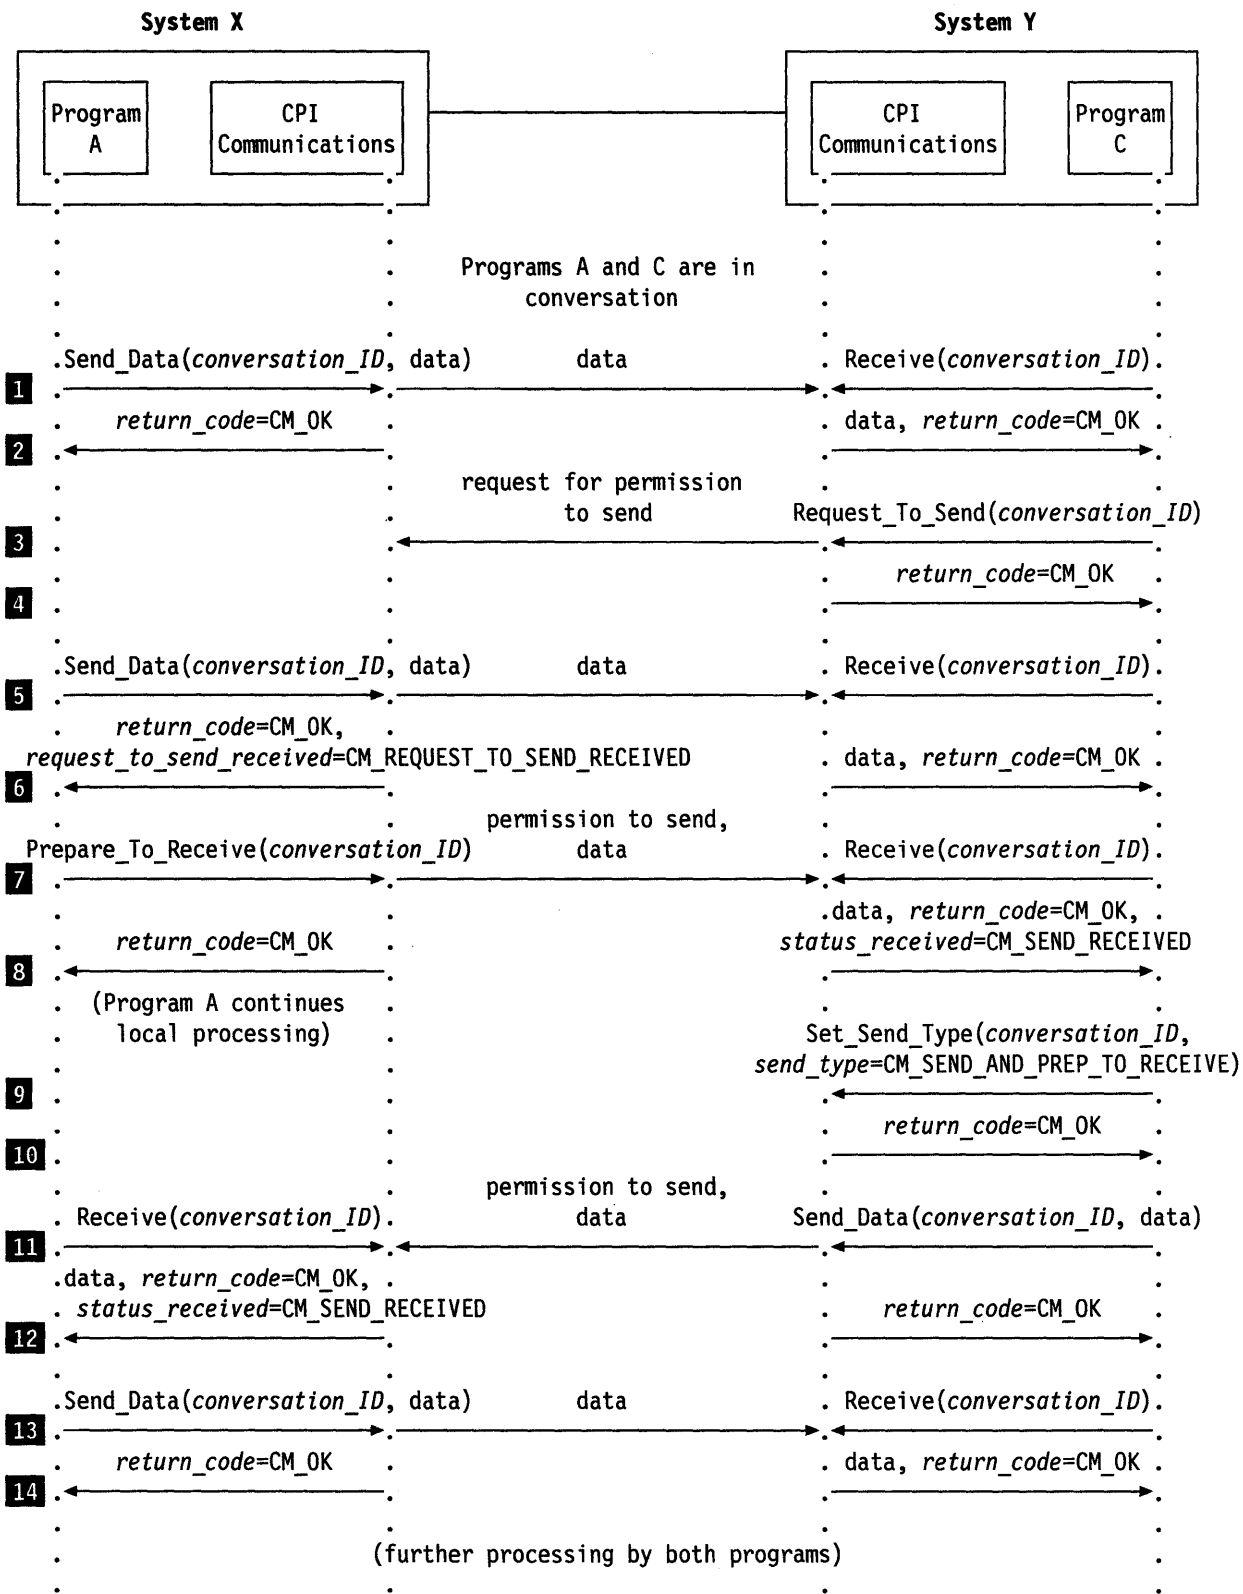 System X System Y
Program CPI CPI Program
A Communications Communications C
Programs A and C are in
conversation
Send_Data(conversation_ID, data) data Receive(conversation_ID)
1
return_code=CM_OK data, return_code=CM_OK
2
request for permission
to send Request_To_Send(conversation_ID)
3
return_code=CM_OK
4
Send_Data(conversation_ID, data) data Receive(conversation_ID)
5
return_code=CM_OK,
request_to_send_received=CM_REQUEST_TO_SEND_RECEIVED data, return_code=CM_OK
6
permission to send,
Prepare_To_Receive(conversation_ID) data Receive(conversation_ID)
7
data, return_code=CM_OK,
return_code=CM_OK status_received=CM_SEND_RECEIVED
8
(Program A continues
local processing) Set_Send_Type(conversation_ID,
send_type=CM_SEND_AND_PREP_TO_RECEIVE)
9
return_code=CM_OK
10
permission to send,
Receive(conversation_ID) data Send_Data(conversation_ID, data)
11
data, return_code=CM_OK,
status_received=CM_SEND_RECEIVED return_code=CM_OK
12
Send_Data(conversation_ID, data) data Receive(conversation_ID)
13
return_code=CM_OK data, return_code=CM_OK
14
(further processing by both programs)